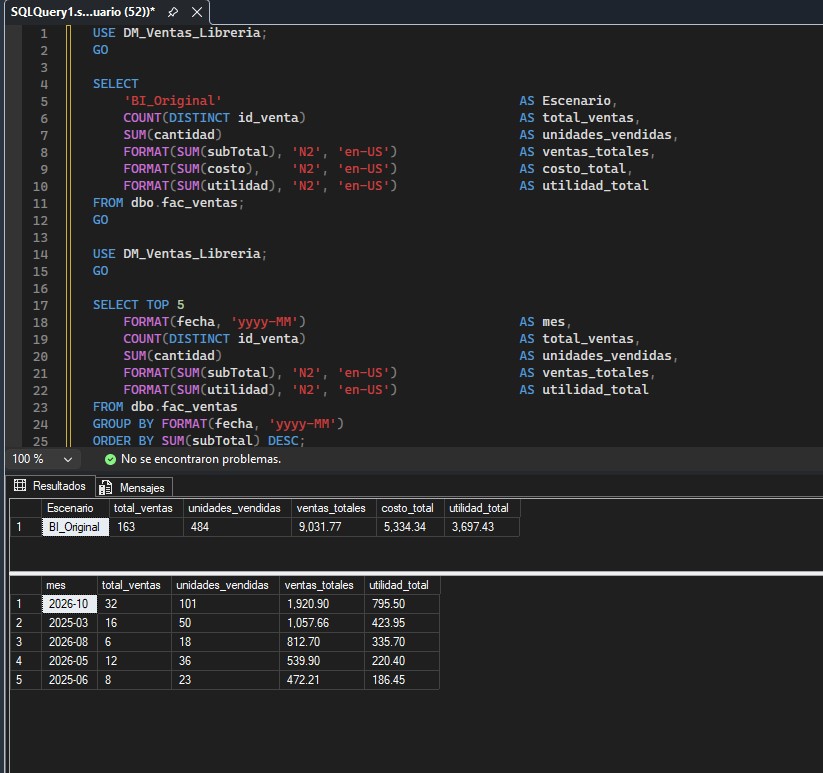 SQLQuery1.s...uario (52))*
1 USE DM_Ventas_Libreria;
2 GO
3
4 SELECT
5 'BI_Original' AS Escenario,
6 COUNT(DISTINCT id_venta) AS total_ventas,
7 SUM(cantidad) AS unidades_vendidas,
8 FORMAT(SUM(subTotal), 'N2', 'en-US') AS ventas_totales,
9 FORMAT(SUM(costo), 'N2', 'en-US') AS costo_total,
10 FORMAT(SUM(utilidad), 'N2', 'en-US') AS utilidad_total
11 FROM dbo.fac_ventas;
12 GO
13
14 USE DM_Ventas_Libreria;
15 GO
16
17 SELECT TOP 5
18 FORMAT(fecha, 'yyyy-MM') AS mes,
19 COUNT(DISTINCT id_venta) AS total_ventas,
20 SUM(cantidad) AS unidades_vendidas,
21 FORMAT(SUM(subTotal), 'N2', 'en-US') AS ventas_totales,
22 FORMAT(SUM(utilidad), 'N2', 'en-US') AS utilidad_total
23 FROM dbo.fac_ventas
24 GROUP BY FORMAT(fecha, 'yyyy-MM')
25 ORDER BY SUM(subTotal) DESC;
100 % No se encontraron problemas.
Resultados Mensajes
Escenario total_ventas unidades_vendidas ventas_totales costo_total utilidad_total
1 BI_Original 163 484 9,031.77 5,334.34 3,697.43
mes total_ventas unidades_vendidas ventas_totales utilidad_total
1 2026-10 32 101 1,920.90 795.50
2 2025-03 16 50 1,057.66 423.95
3 2026-08 6 18 812.70 335.70
4 2026-05 12 36 539.90 220.40
5 2025-06 8 23 472.21 186.45